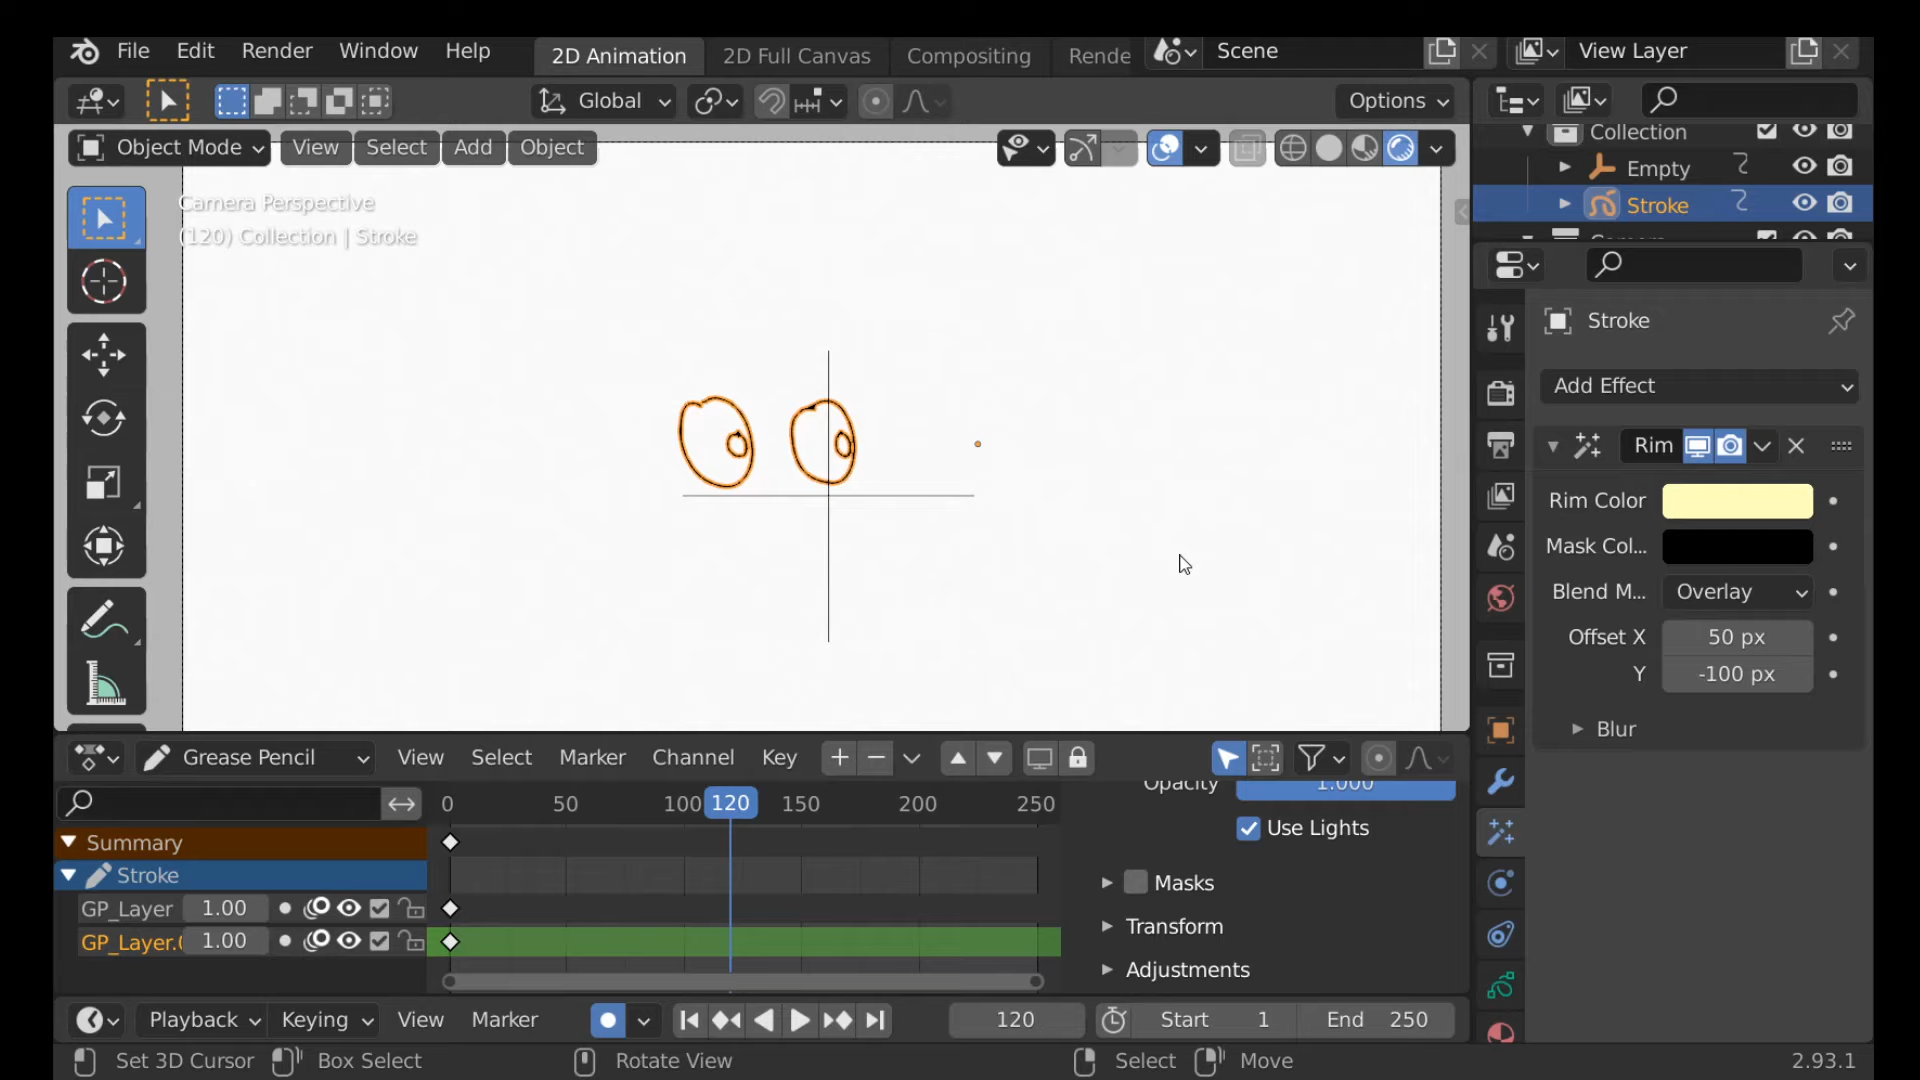 File Edit Render Window Help 2D Animation 2D Full Canvas Compositing Rende Scene View Layer
Global Options
Object Mode View Select Add Object
Collection
Empty
Stroke
Camera Perspective
(120) Collection | Stroke
Stroke
Add Effect
Rim
Rim Color
Mask Col...
Blend M... Overlay
Offset X 50 px
Y -100 px
Blur
Grease Pencil View Select Marker Channel Key
0 50 100 120 150 200 250
Summary
Stroke
GP_Layer 1.00
GP_Layer.( 1.00
Opacity 1.000
Use Lights
Masks
Transform
Adjustments
Playback Keying View Marker 120 Start 1 End 250
Set 3D Cursor Box Select Rotate View Select Move 2.93.1